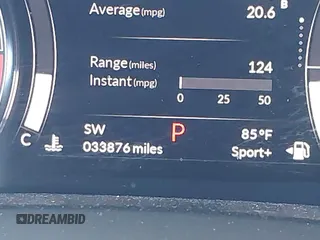 Average (mpg) 20.6 B
Range (miles) 124
Instant (mpg)
0 25 50
SW P 85°F
C 033876 miles Sport+
DREAMBID